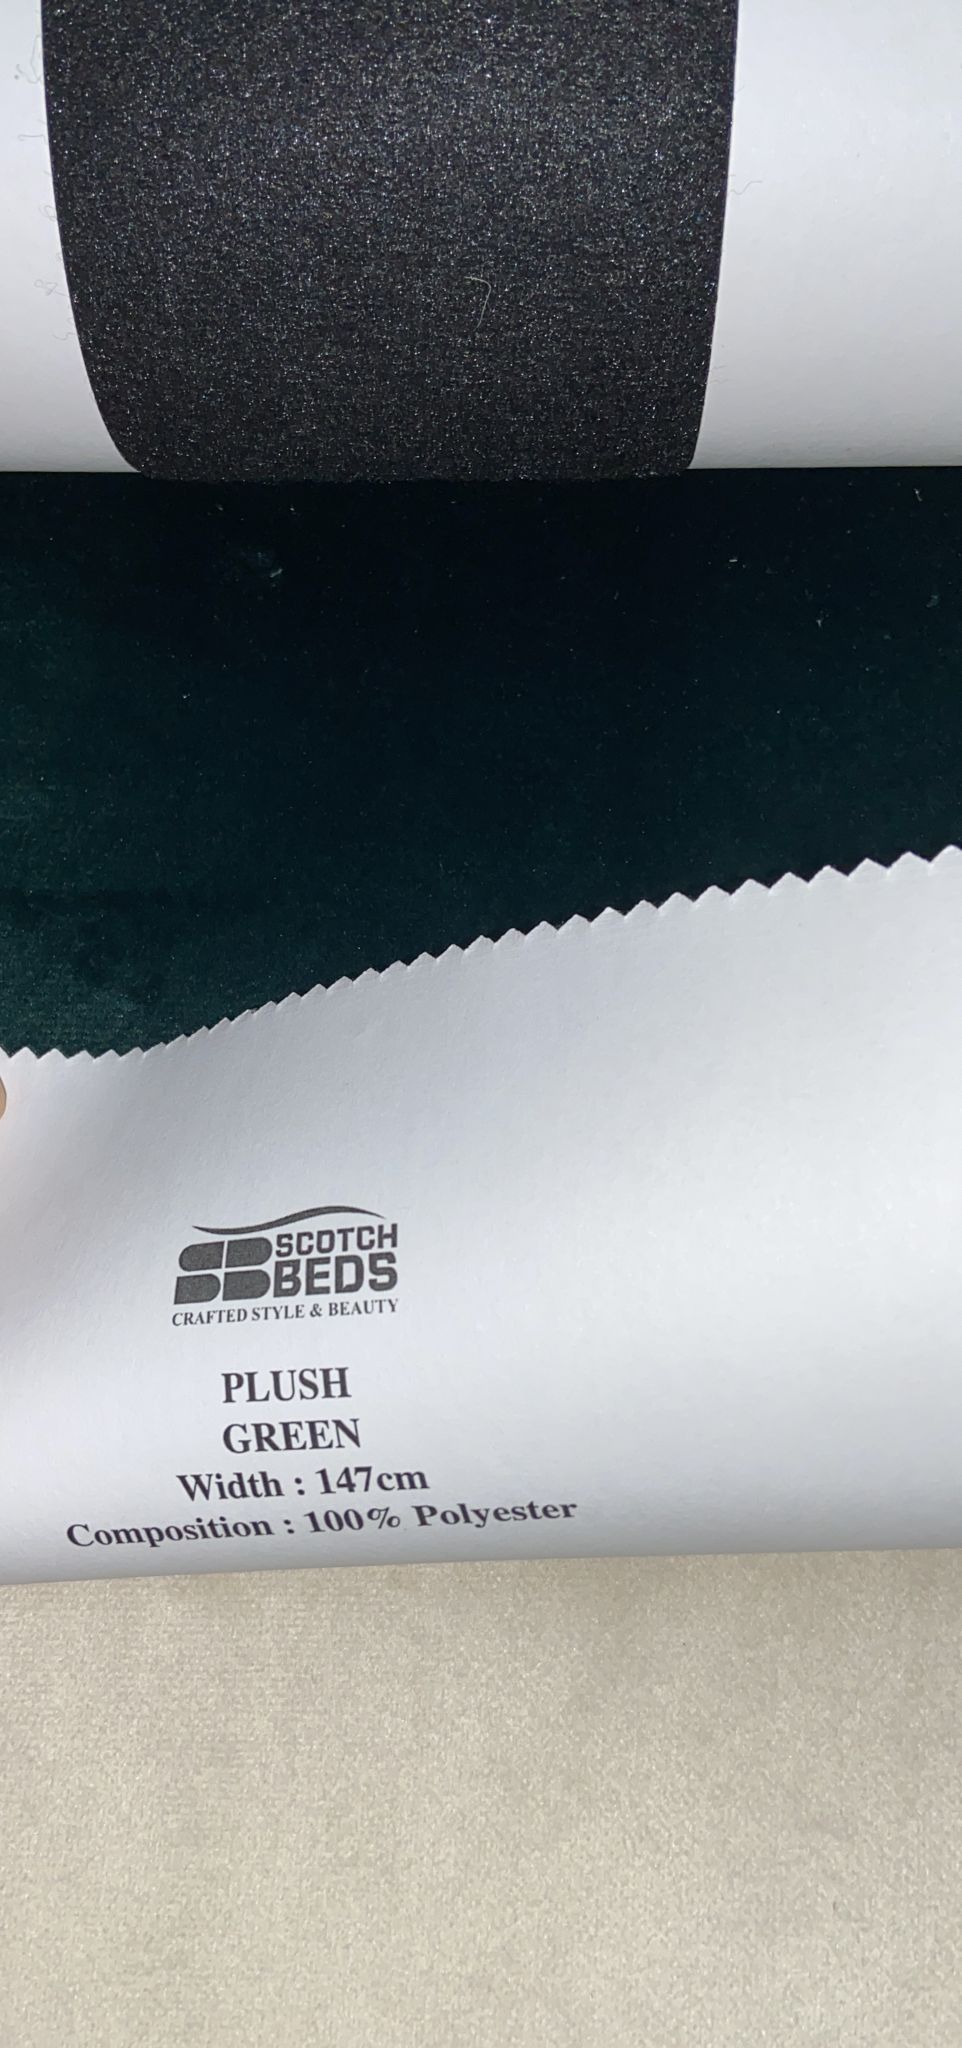 SCOTCH
BEDS
CRAFTED STYLE & BEAUTY
PLUSH
GREEN
Width : 147cm
Composition : 100% Polyester